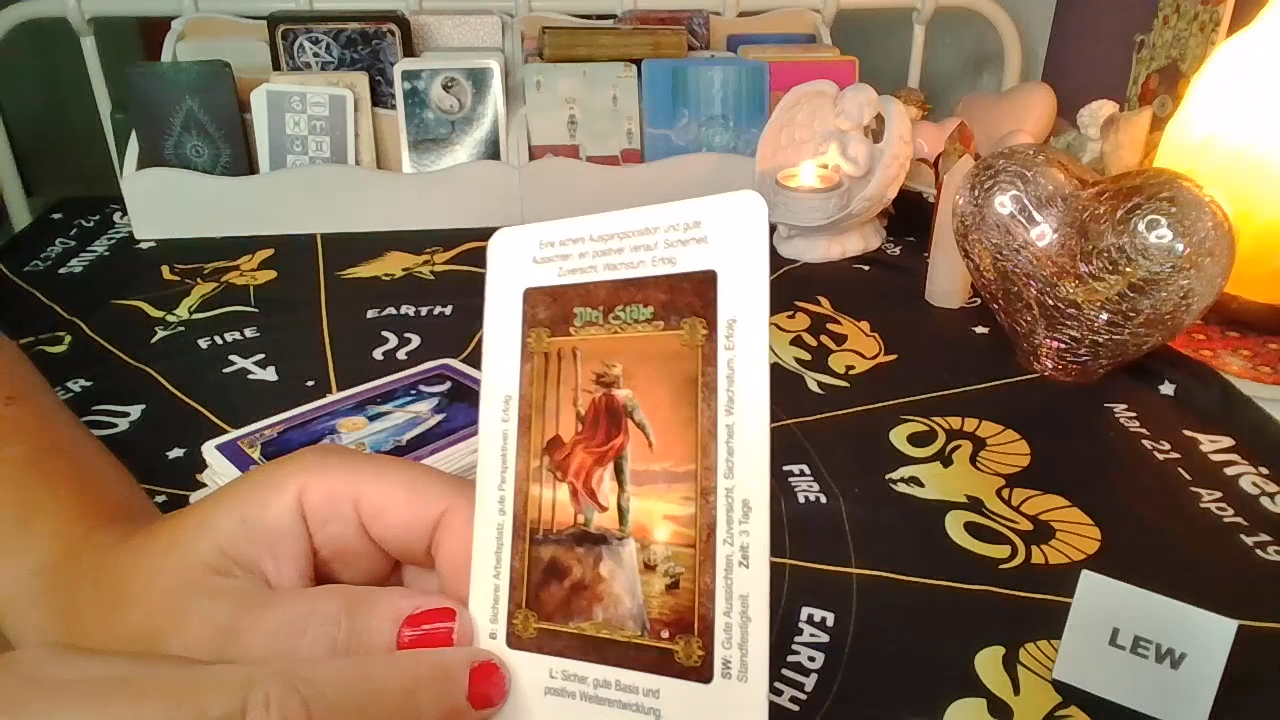 Eine sichere Ausgangsposition und gute
Aussichten, ein positiver Verlauf. Sicherheit,
Zuversicht, Wachstum, Erfolg.
Drei Stäbe
B: Sicherer Arbeitsplatz, gute Perspektiven, Erfolg
SW: Gute Aussichten, Zuversicht, Sicherheit, Wachstum, Erfolg,
Standfestigkeit. Zeit: 3 Tage
L: Sicher, gute Basis und
positive Weiterentwicklung.
FIRE
EARTH
Aries
Mar 21 – Apr 19
FIRE
EARTH
LEW